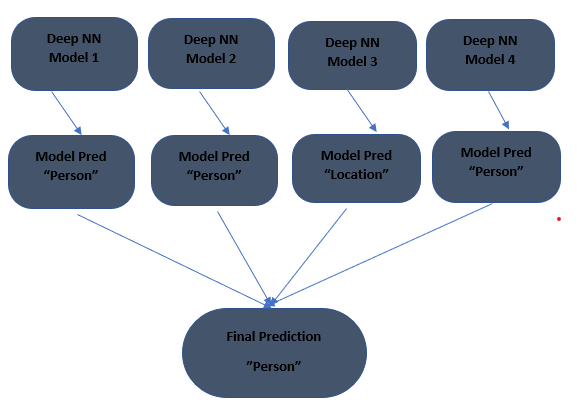 Deep NN
Model 1
Deep NN
Model 2
Deep NN
Model 3
Deep NN
Model 4
Model Pred
“Person”
Model Pred
“Person”
Model Pred
“Location”
Model Pred
“Person”
Final Prediction
”Person”